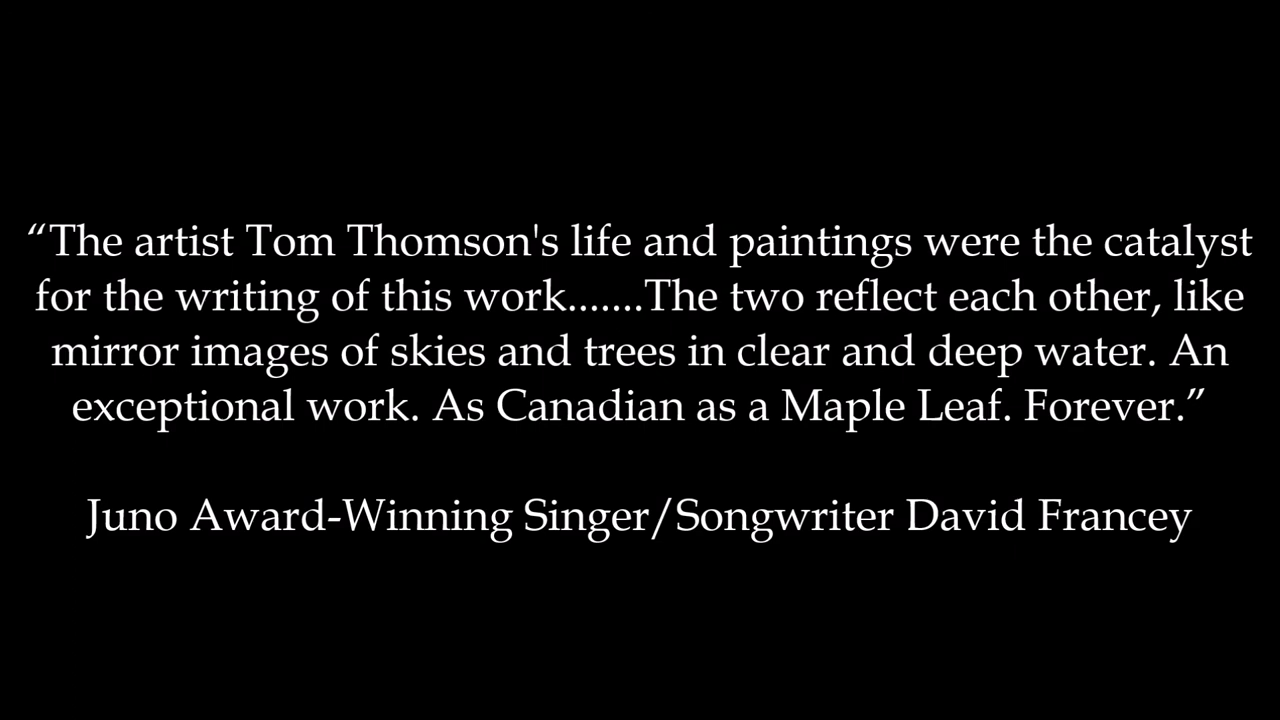 “The artist Tom Thomson's life and paintings were the catalyst
for the writing of this work.......The two reflect each other, like
mirror images of skies and trees in clear and deep water. An
exceptional work. As Canadian as a Maple Leaf. Forever.”
Juno Award-Winning Singer/Songwriter David Francey